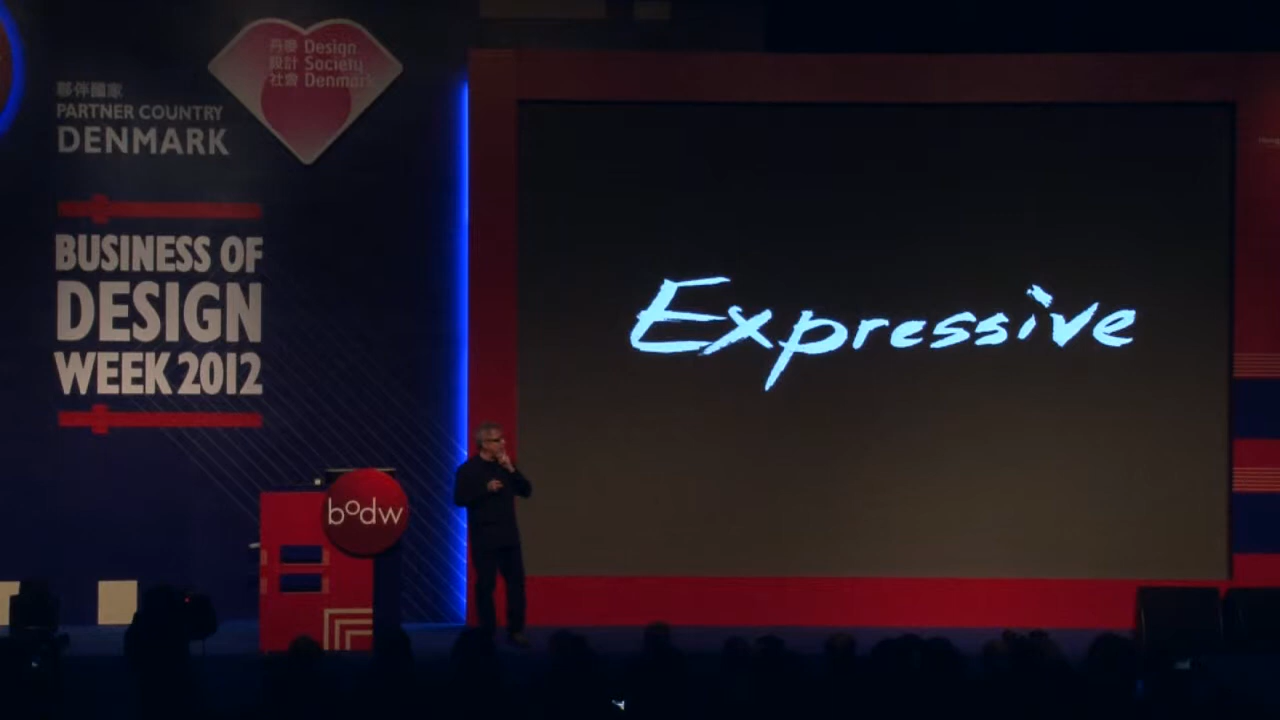 丹麥 Design
設計 Society
社會 Denmark
夥伴國家
PARTNER COUNTRY
DENMARK
BUSINESS OF
DESIGN
WEEK 2012
Expressive
bodw